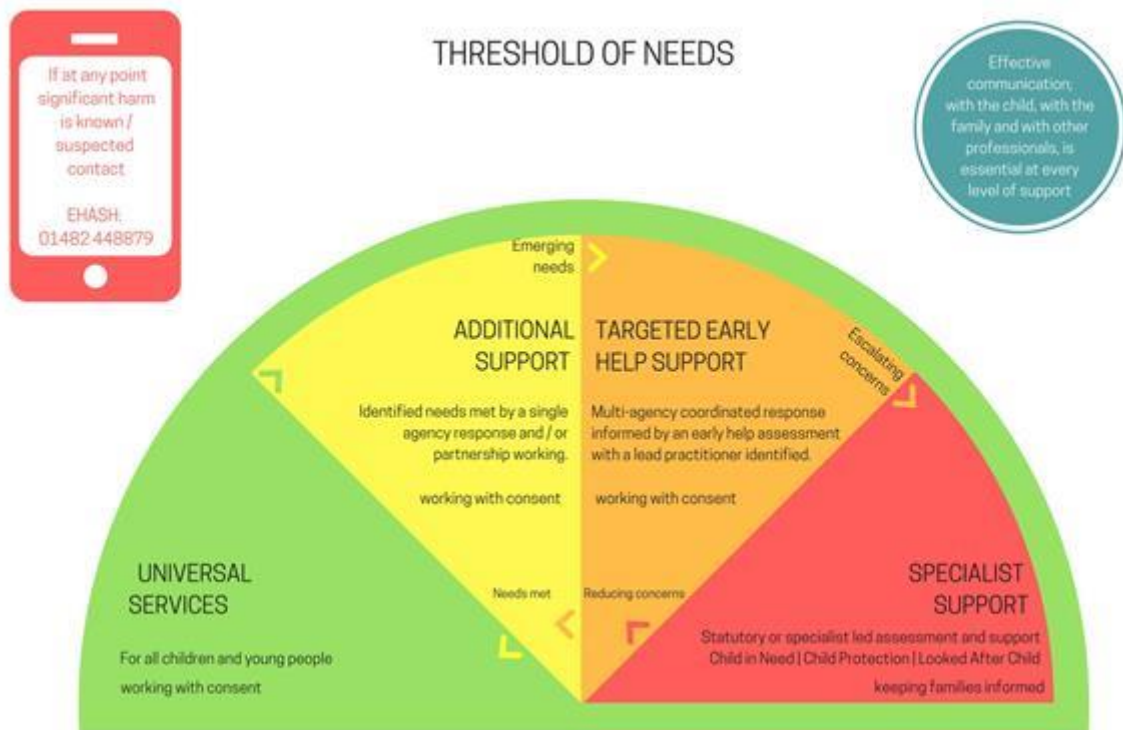 THRESHOLD OF NEEDS
If at any point
significant harm
is known /
suspected
contact
EHASH:
01482 448879
Effective
communication,
with the child, with the
family and with other
professionals, is
essential at every
level of support
Emerging
needs
ADDITIONAL
SUPPORT
Identified needs met by a single
agency response and / or
partnership working.
working with consent
TARGETED EARLY
HELP SUPPORT
Multi-agency coordinated response
informed by an early help assessment
with a lead practitioner identified.
working with consent
Escalating
concerns
UNIVERSAL
SERVICES
For all children and young people
working with consent
Needs met
Reducing concerns
SPECIALIST
SUPPORT
Statutory or specialist led assessment and support
Child in Need | Child Protection | Looked After Child
keeping families informed